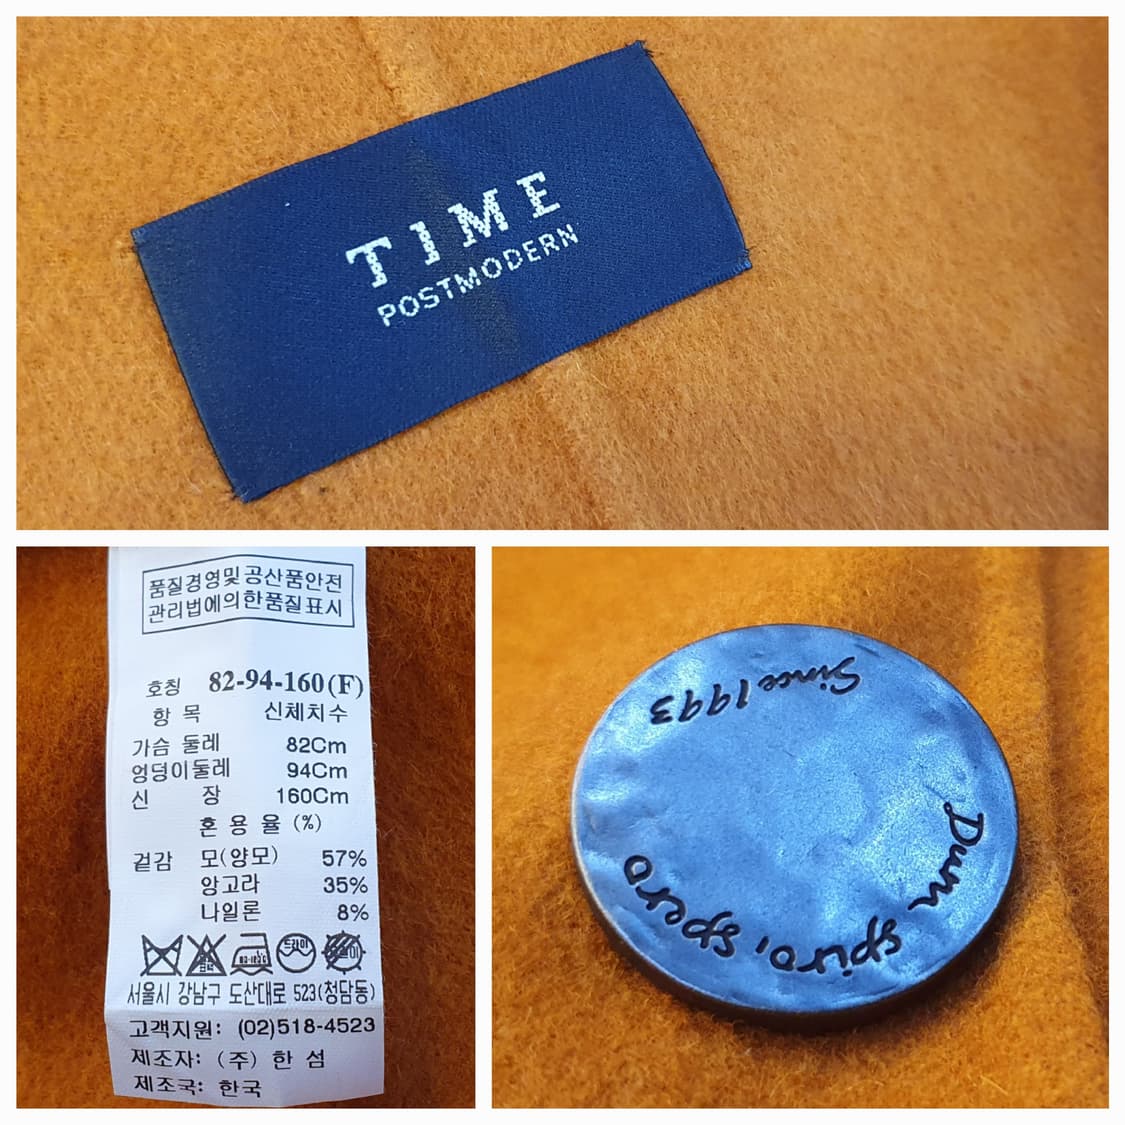 TIME
POSTMODERN
품질경영및공산품안전
관리법에의한품질표시
호칭 82-94-160(F)
항 목 신체치수
가슴 둘레 82Cm
엉덩이둘레 94Cm
신 장 160Cm
혼 용 율 (%)
겉감 모(양모) 57%
앙고라 35%
나일론 8%
드라이
서울시 강남구 도산대로 523(청담동)
고객지원: (02)518-4523
제조자: (주) 한 섬
제조국: 한국
Since 1993
Dum spiro, spero